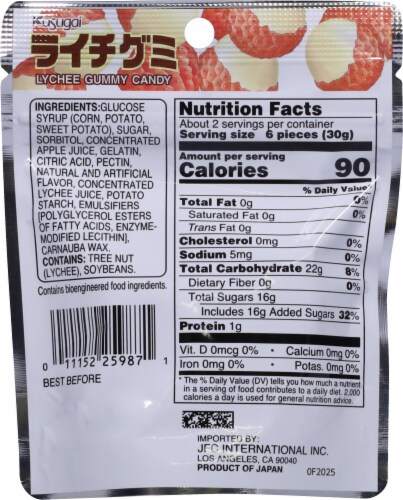 Kasugai
ライチグミ
LYCHEE GUMMY CANDY
INGREDIENTS:GLUCOSE
SYRUP (CORN, POTATO,
SWEET POTATO), SUGAR,
SORBITOL, CONCENTRATED
APPLE JUICE, GELATIN,
CITRIC ACID, PECTIN,
NATURAL AND ARTIFICIAL
FLAVOR, CONCENTRATED
LYCHEE JUICE, POTATO
STARCH, EMULSIFIERS
[POLYGLYCEROL ESTERS
OF FATTY ACIDS, ENZYME-
MODIFIED LECITHIN],
CARNAUBA WAX.
CONTAINS: TREE NUT
(LYCHEE), SOYBEANS.
Contains bioengineered food ingredients.
0 11152 25987 1
BEST BEFORE
Nutrition Facts
About 2 servings per container
Serving size 6 pieces (30g)
Amount per serving
Calories 90
% Daily Value*
Total Fat 0g 0%
Saturated Fat 0g 0%
Trans Fat 0g
Cholesterol 0mg 0%
Sodium 5mg 0%
Total Carbohydrate 22g 8%
Dietary Fiber 0g 0%
Total Sugars 16g
Includes 16g Added Sugars 32%
Protein 1g
Vit. D 0mcg 0% • Calcium 0mg 0%
Iron 0mg 0% • Potas. 0mg 0%
* The % Daily Value (DV) tells you how much a nutrient
in a serving of food contributes to a daily diet. 2,000
calories a day is used for general nutrition advice.
IMPORTED BY:
JFC INTERNATIONAL INC.
LOS ANGELES, CA 90040
PRODUCT OF JAPAN 0F2025